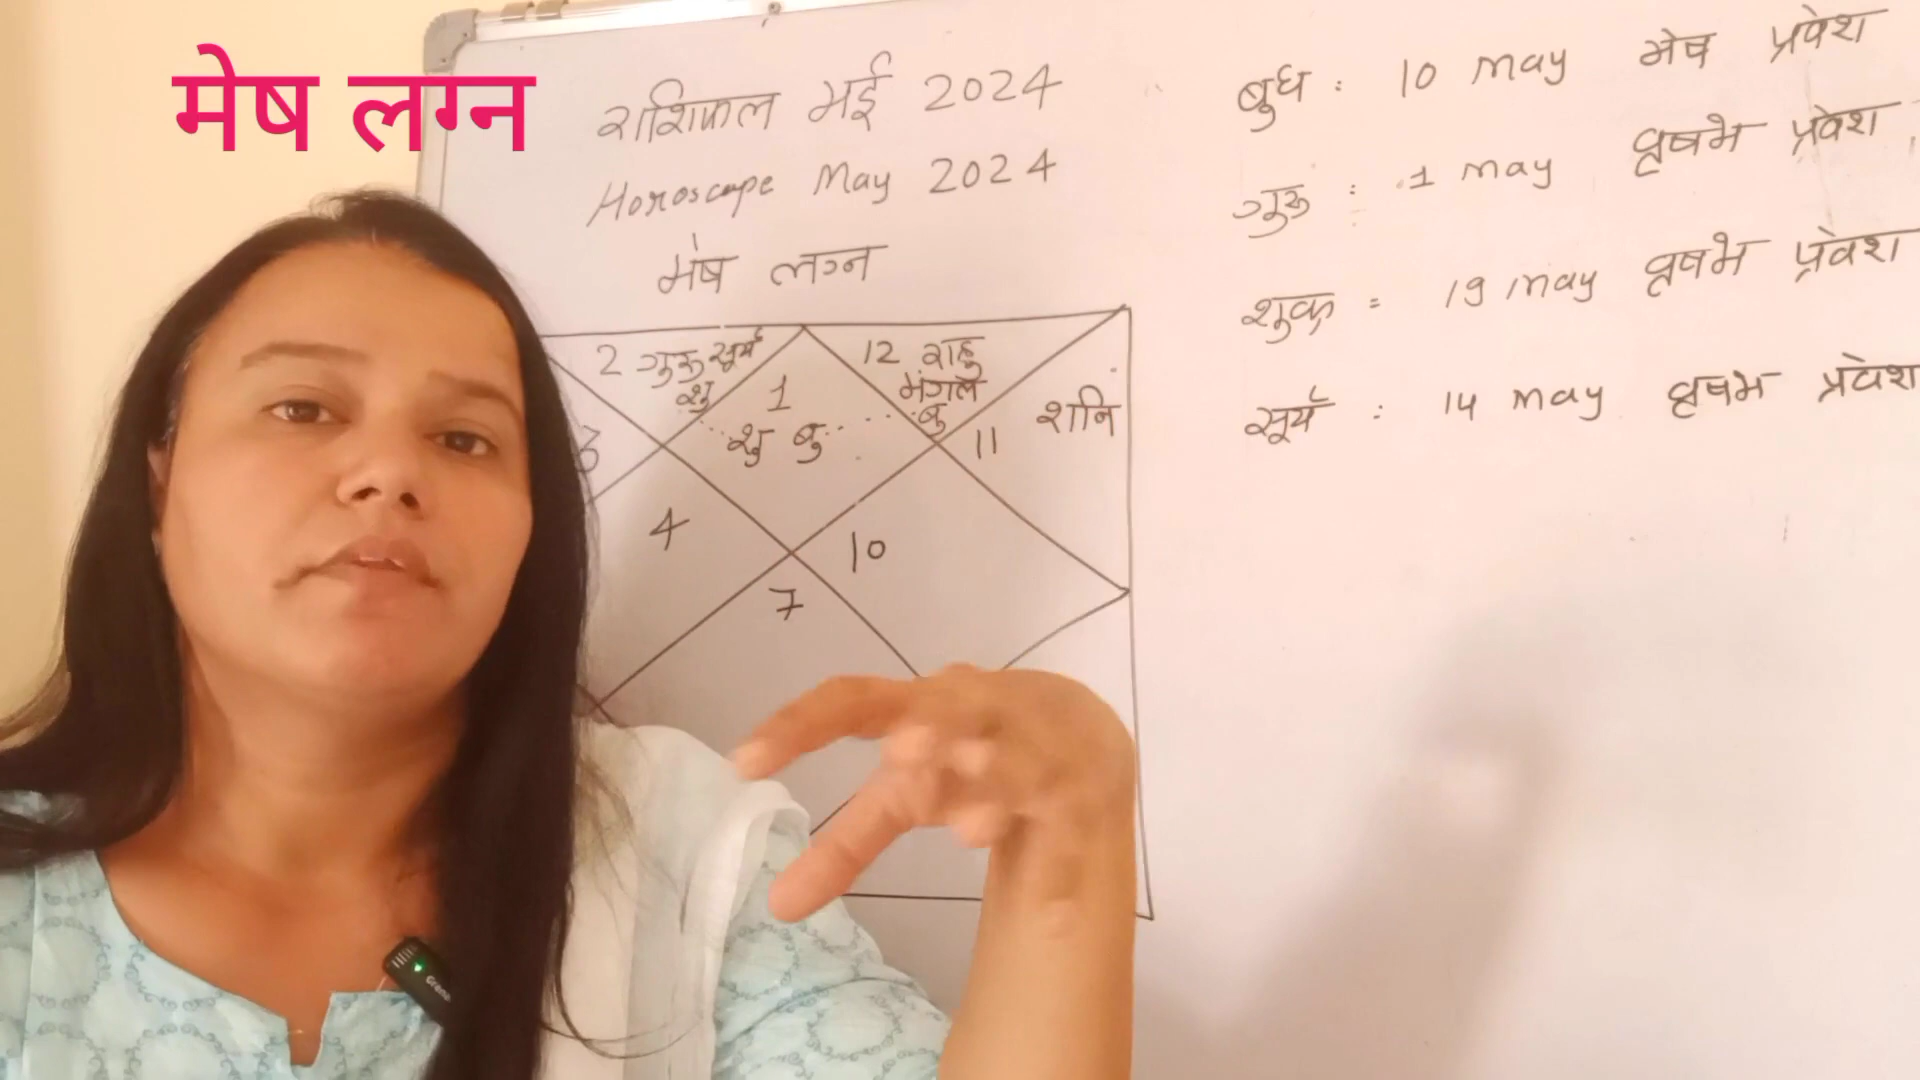 मेष लग्न
राशिफल मई 2024
Horoscope May 2024
मेष लग्न
2 गुरु सूर्य
शु
1
शु बु
12 राहु
मंगल
बु
11 शनि
3
4
10
7
बुध : 10 May मेष प्रवेश
गुरु : 1 May वृषभ प्रवेश
शुक्र = 19 May वृषभ प्रवेश
सूर्य : 14 May वृषभ प्रवेश